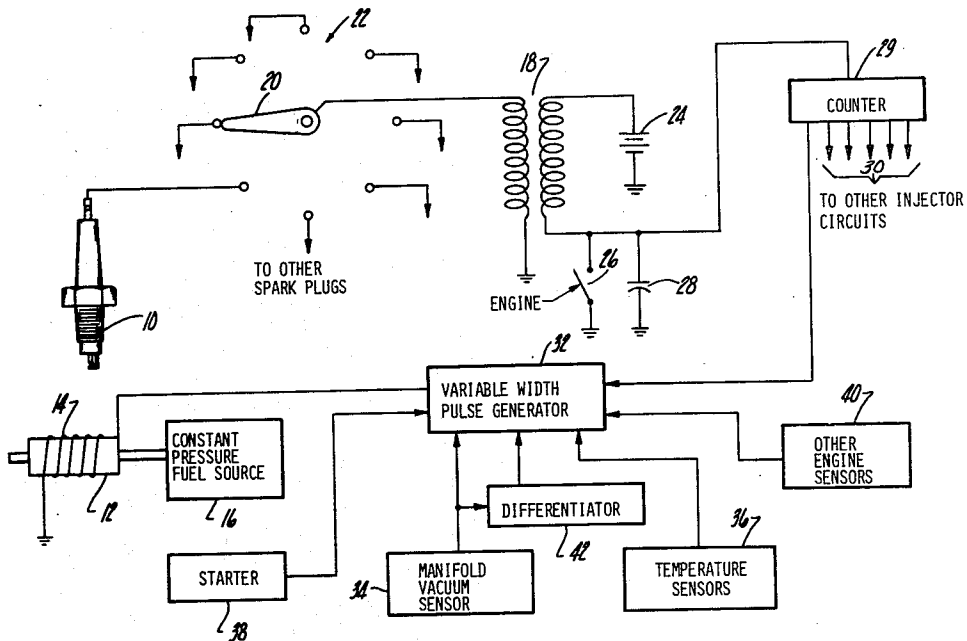 22
20
18
24
29
COUNTER
30
TO OTHER INJECTOR
CIRCUITS
TO OTHER
SPARK PLUGS
ENGINE
26
28
10
32
VARIABLE WIDTH
PULSE GENERATOR
14
12
CONSTANT
PRESSURE
FUEL SOURCE
16
40
OTHER
ENGINE
SENSORS
DIFFERENTIATOR
42
STARTER
38
34
MANIFOLD
VACUUM
SENSOR
36
TEMPERATURE
SENSORS